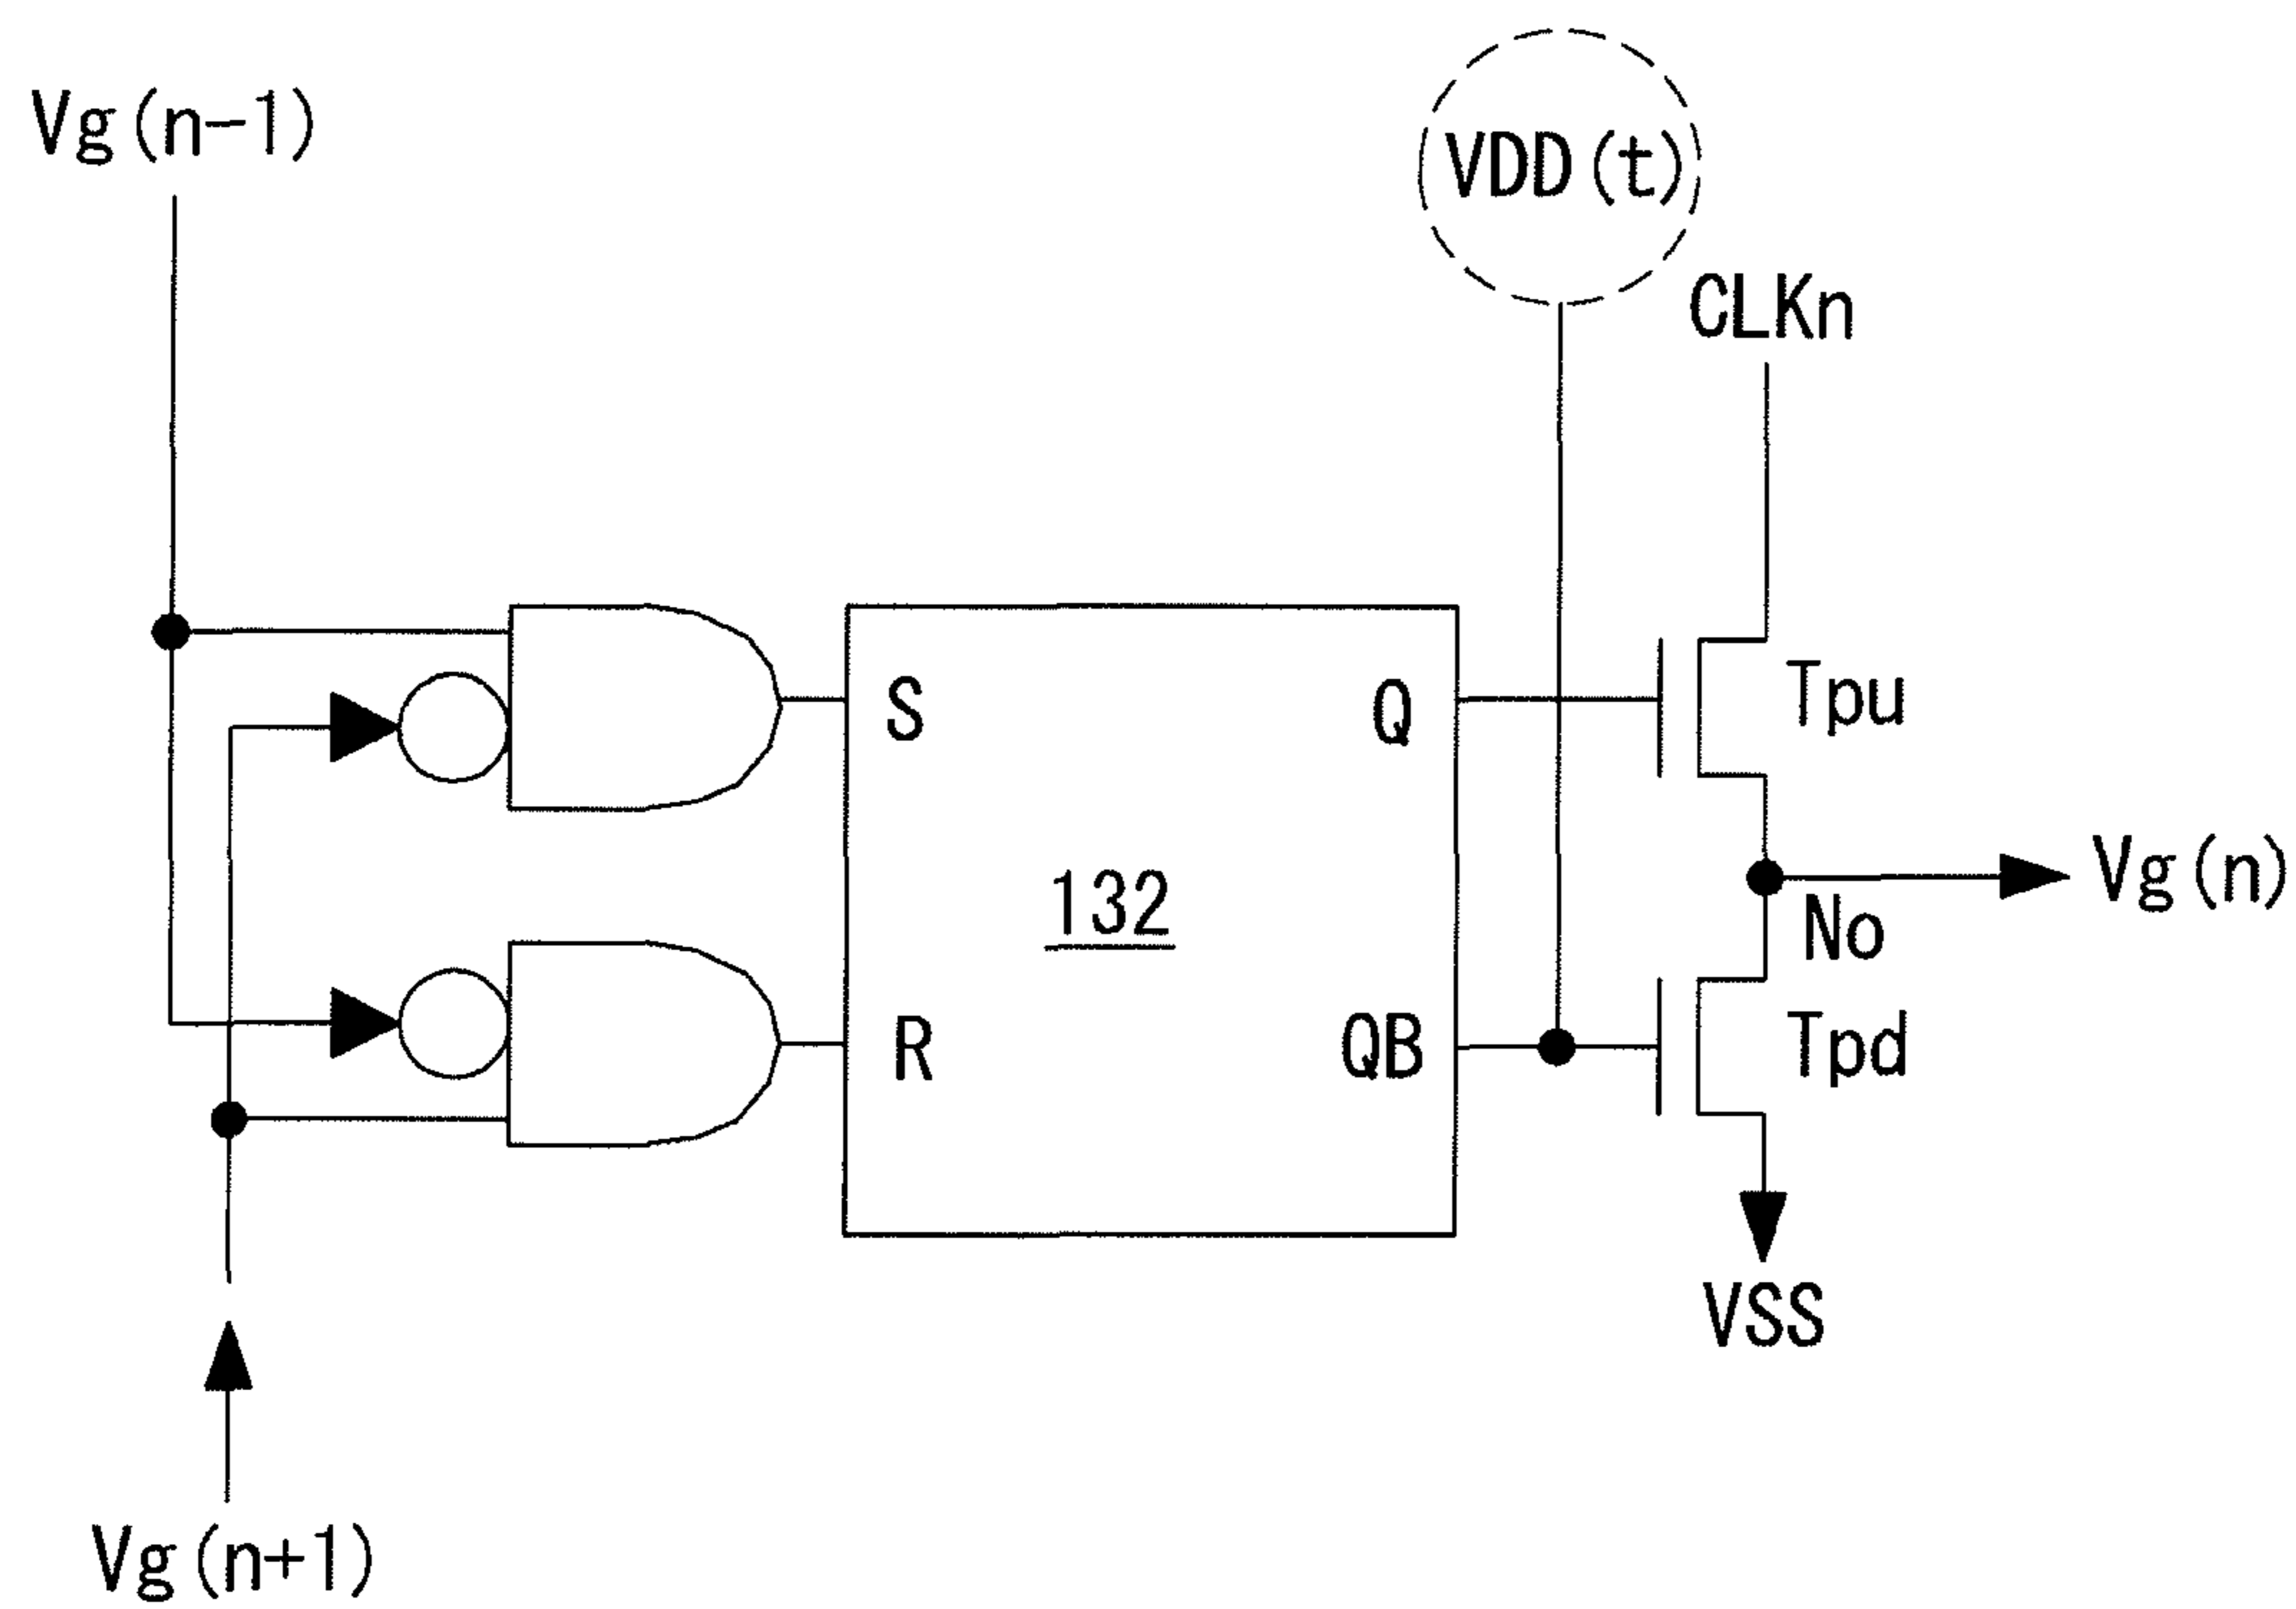 Vg(n-1)
VDD(t)
CLKn
S
Q
Tpu
132
Vg(n)
No
R
QB
Tpd
VSS
Vg(n+1)